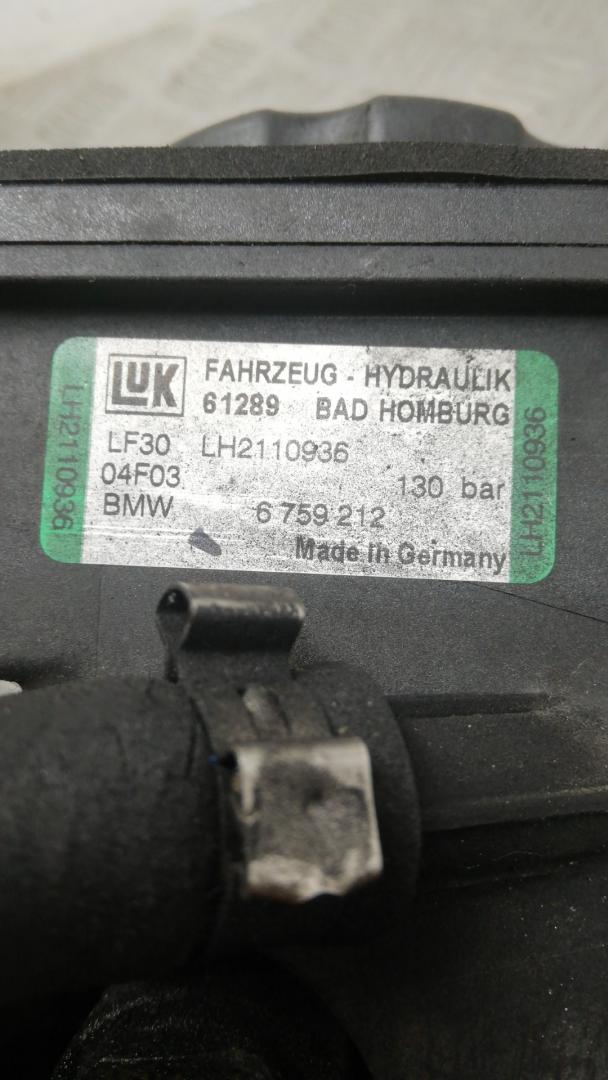 LUK FAHRZEUG - HYDRAULIK
61289 BAD HOMBURG
LF30 LH2110936
04F03 130 bar
BMW 6 759 212
Made in Germany
LH2110936
LH2110936